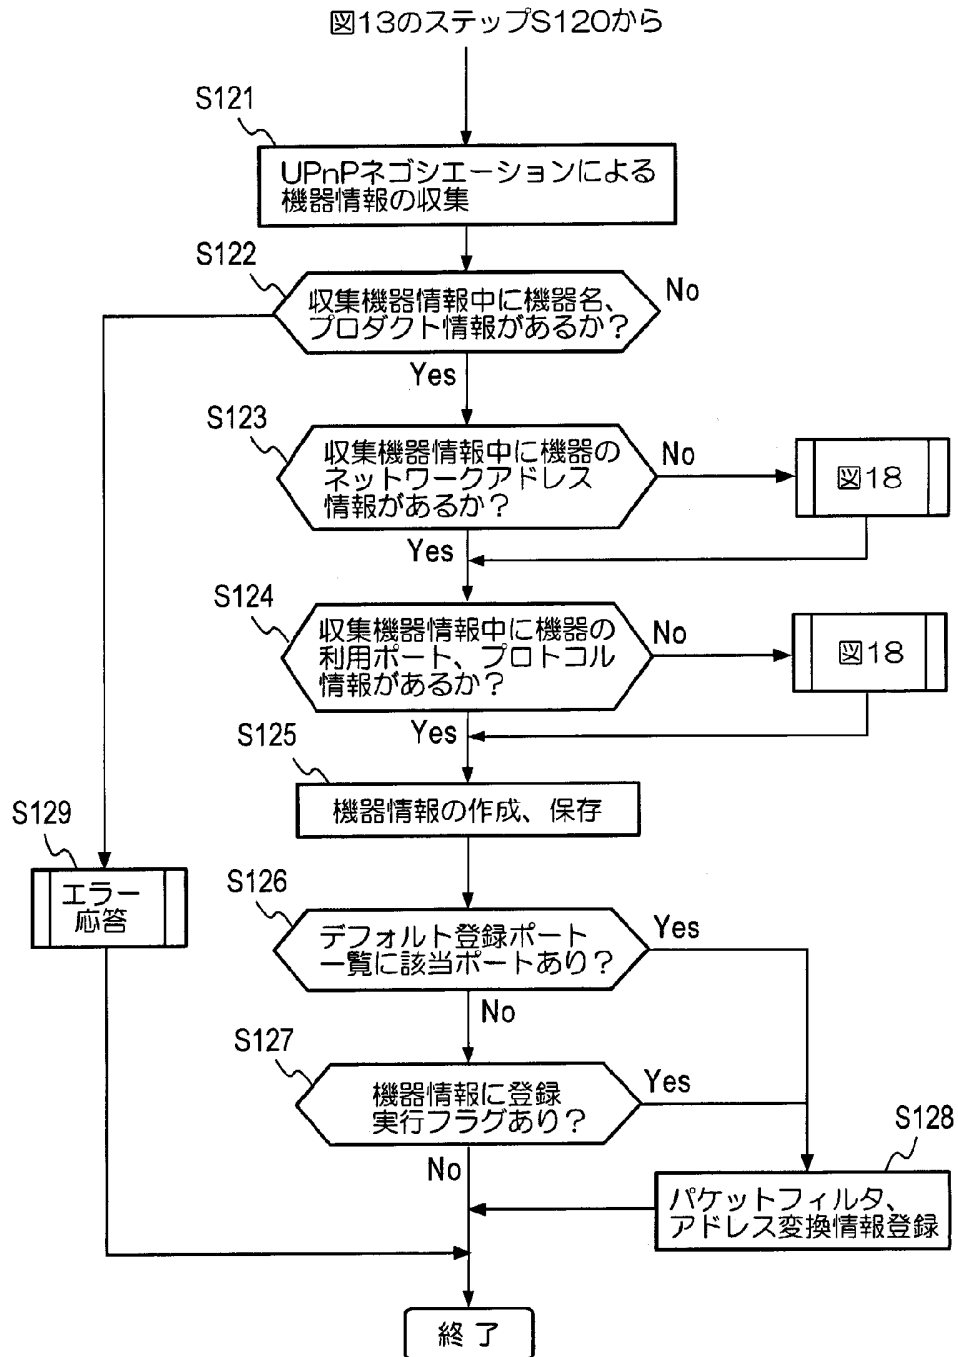 図13のステップS120から
S121
UPnPネゴシエーションによる
機器情報の収集
S122
収集機器情報中に機器名、
プロダクト情報があるか?
No
Yes
S123
収集機器情報中に機器の
ネットワークアドレス
情報があるか?
No
図18
Yes
S124
収集機器情報中に機器の
利用ポート、プロトコル
情報があるか?
No
図18
Yes
S125
機器情報の作成、保存
S129
エラー
応答
S126
デフォルト登録ポート
一覧に該当ポートあり?
Yes
No
S127
機器情報に登録
実行フラグあり?
Yes
No
S128
パケットフィルタ、
アドレス変換情報登録
終了